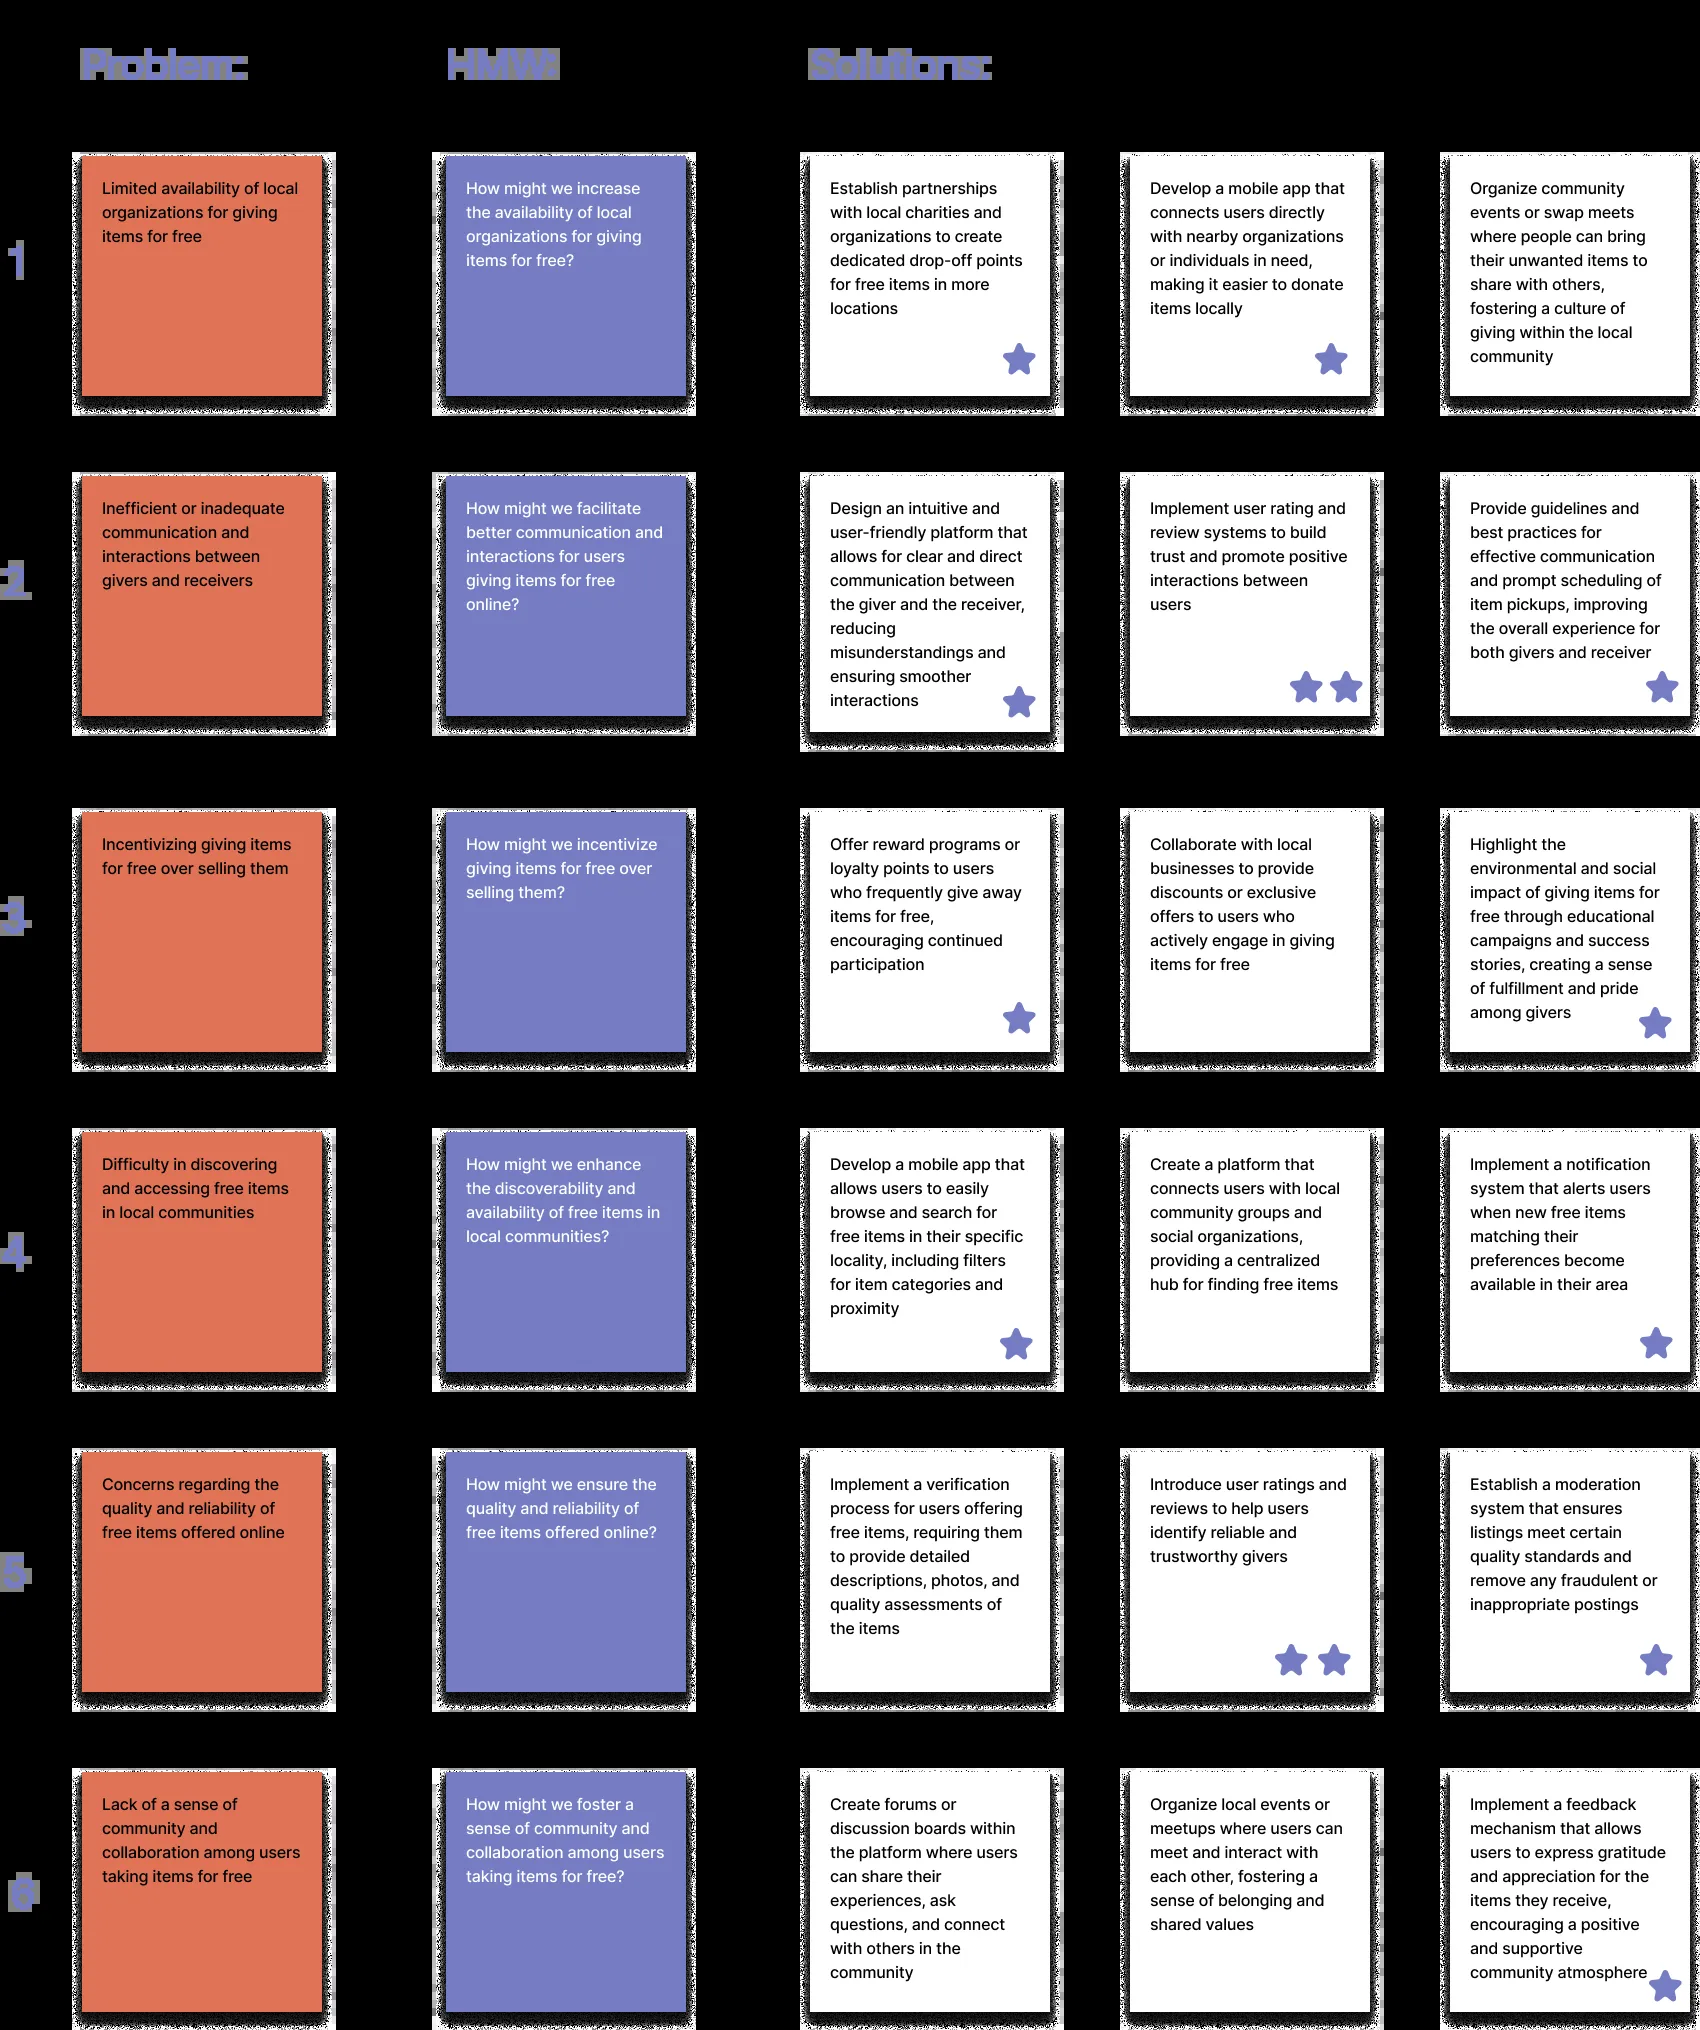 Problem:
HMW:
Solutions:
1
Limited availability of local
organizations for giving
items for free
How might we increase
the availability of local
organizations for giving
items for free?
Establish partnerships
with local charities and
organizations to create
dedicated drop-off points
for free items in more
locations
Develop a mobile app that
connects users directly
with nearby organizations
or individuals in need,
making it easier to donate
items locally
Organize community
events or swap meets
where people can bring
their unwanted items to
share with others,
fostering a culture of
giving within the local
community
2
Inefficient or inadequate
communication and
interactions between
givers and receivers
How might we facilitate
better communication and
interactions for users
giving items for free
online?
Design an intuitive and
user-friendly platform that
allows for clear and direct
communication between
the giver and the receiver,
reducing
misunderstandings and
ensuring smoother
interactions
Implement user rating and
review systems to build
trust and promote positive
interactions between
users
Provide guidelines and
best practices for
effective communication
and prompt scheduling of
item pickups, improving
the overall experience for
both givers and receiver
3
Incentivizing giving items
for free over selling them
How might we incentivize
giving items for free over
selling them?
Offer reward programs or
loyalty points to users
who frequently give away
items for free,
encouraging continued
participation
Collaborate with local
businesses to provide
discounts or exclusive
offers to users who
actively engage in giving
items for free
Highlight the
environmental and social
impact of giving items for
free through educational
campaigns and success
stories, creating a sense
of fulfillment and pride
among givers
4
Difficulty in discovering
and accessing free items
in local communities
How might we enhance
the discoverability and
availability of free items in
local communities?
Develop a mobile app that
allows users to easily
browse and search for
free items in their specific
locality, including filters
for item categories and
proximity
Create a platform that
connects users with local
community groups and
social organizations,
providing a centralized
hub for finding free items
Implement a notification
system that alerts users
when new free items
matching their
preferences become
available in their area
5
Concerns regarding the
quality and reliability of
free items offered online
How might we ensure the
quality and reliability of
free items offered online?
Implement a verification
process for users offering
free items, requiring them
to provide detailed
descriptions, photos, and
quality assessments of
the items
Introduce user ratings and
reviews to help users
identify reliable and
trustworthy givers
Establish a moderation
system that ensures
listings meet certain
quality standards and
remove any fraudulent or
inappropriate postings
6
Lack of a sense of
community and
collaboration among users
taking items for free
How might we foster a
sense of community and
collaboration among users
taking items for free?
Create forums or
discussion boards within
the platform where users
can share their
experiences, ask
questions, and connect
with others in the
community
Organize local events or
meetups where users can
meet and interact with
each other, fostering a
sense of belonging and
shared values
Implement a feedback
mechanism that allows
users to express gratitude
and appreciation for the
items they receive,
encouraging a positive
and supportive
community atmosphere